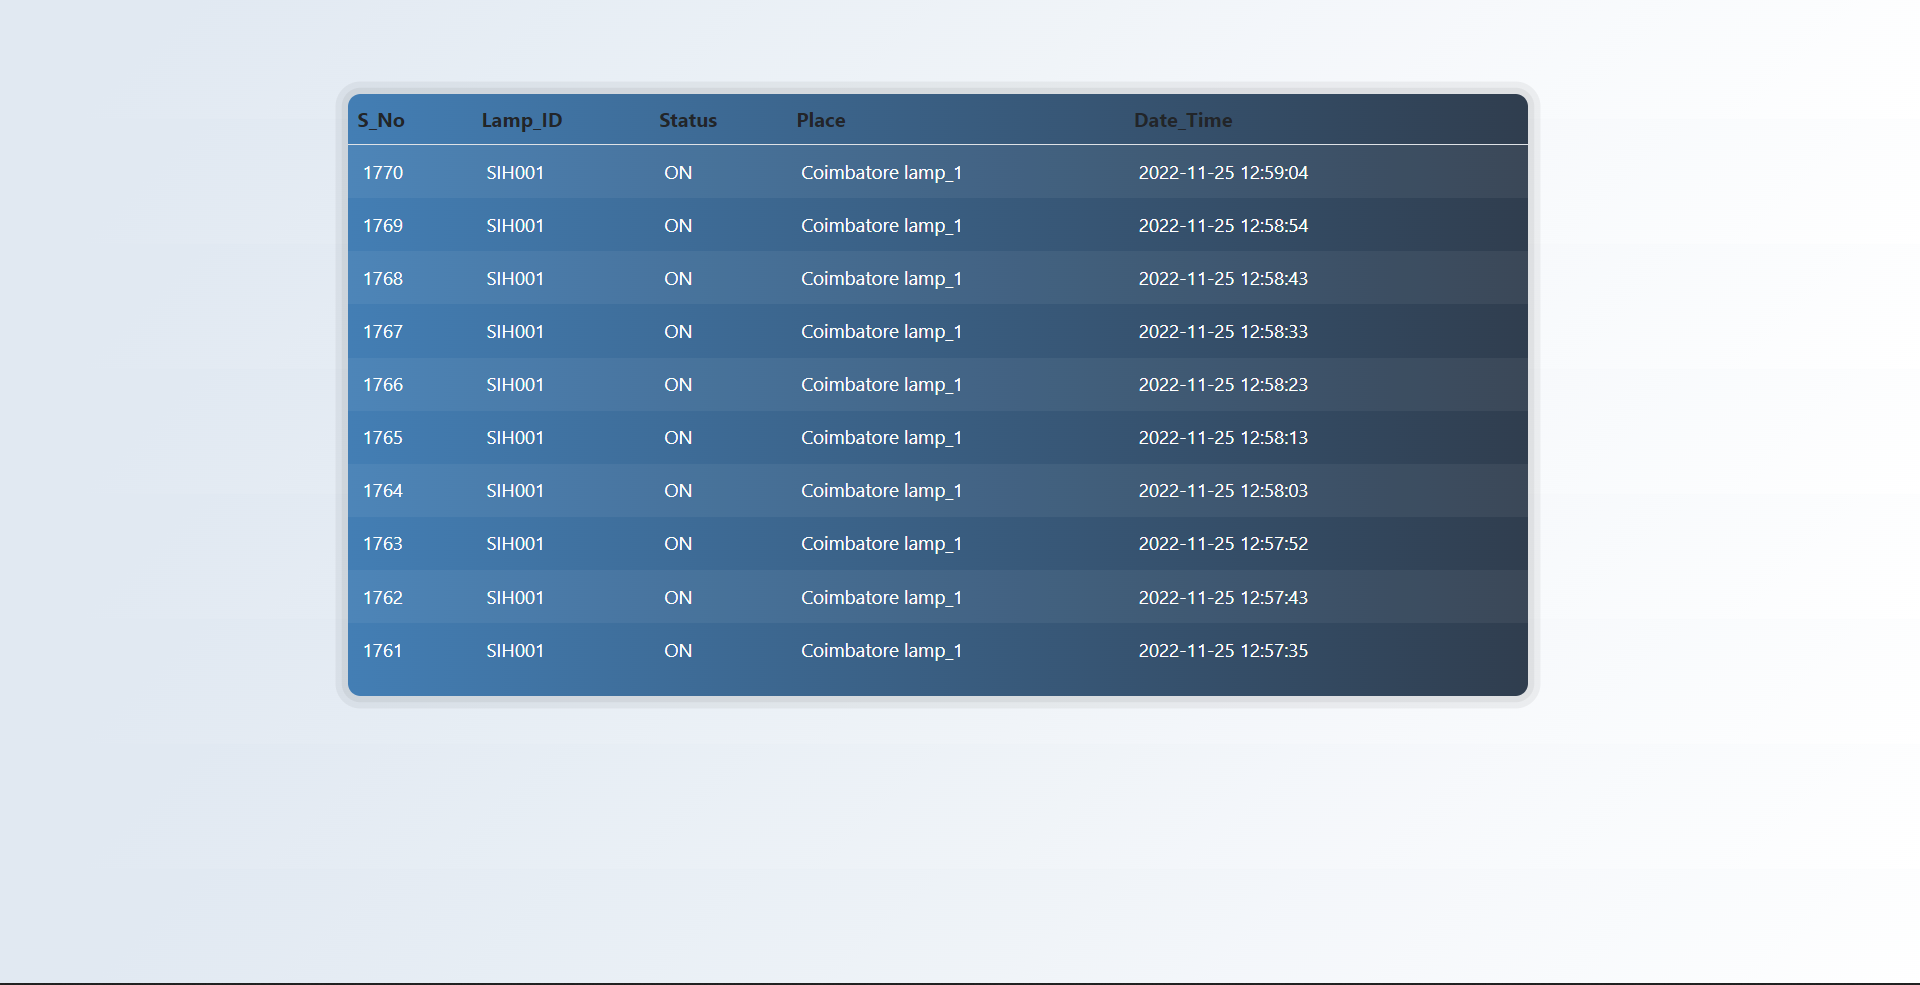 S_No Lamp_ID Status Place Date_Time
1770 SIH001 ON Coimbatore lamp_1 2022-11-25 12:59:04
1769 SIH001 ON Coimbatore lamp_1 2022-11-25 12:58:54
1768 SIH001 ON Coimbatore lamp_1 2022-11-25 12:58:43
1767 SIH001 ON Coimbatore lamp_1 2022-11-25 12:58:33
1766 SIH001 ON Coimbatore lamp_1 2022-11-25 12:58:23
1765 SIH001 ON Coimbatore lamp_1 2022-11-25 12:58:13
1764 SIH001 ON Coimbatore lamp_1 2022-11-25 12:58:03
1763 SIH001 ON Coimbatore lamp_1 2022-11-25 12:57:52
1762 SIH001 ON Coimbatore lamp_1 2022-11-25 12:57:43
1761 SIH001 ON Coimbatore lamp_1 2022-11-25 12:57:35